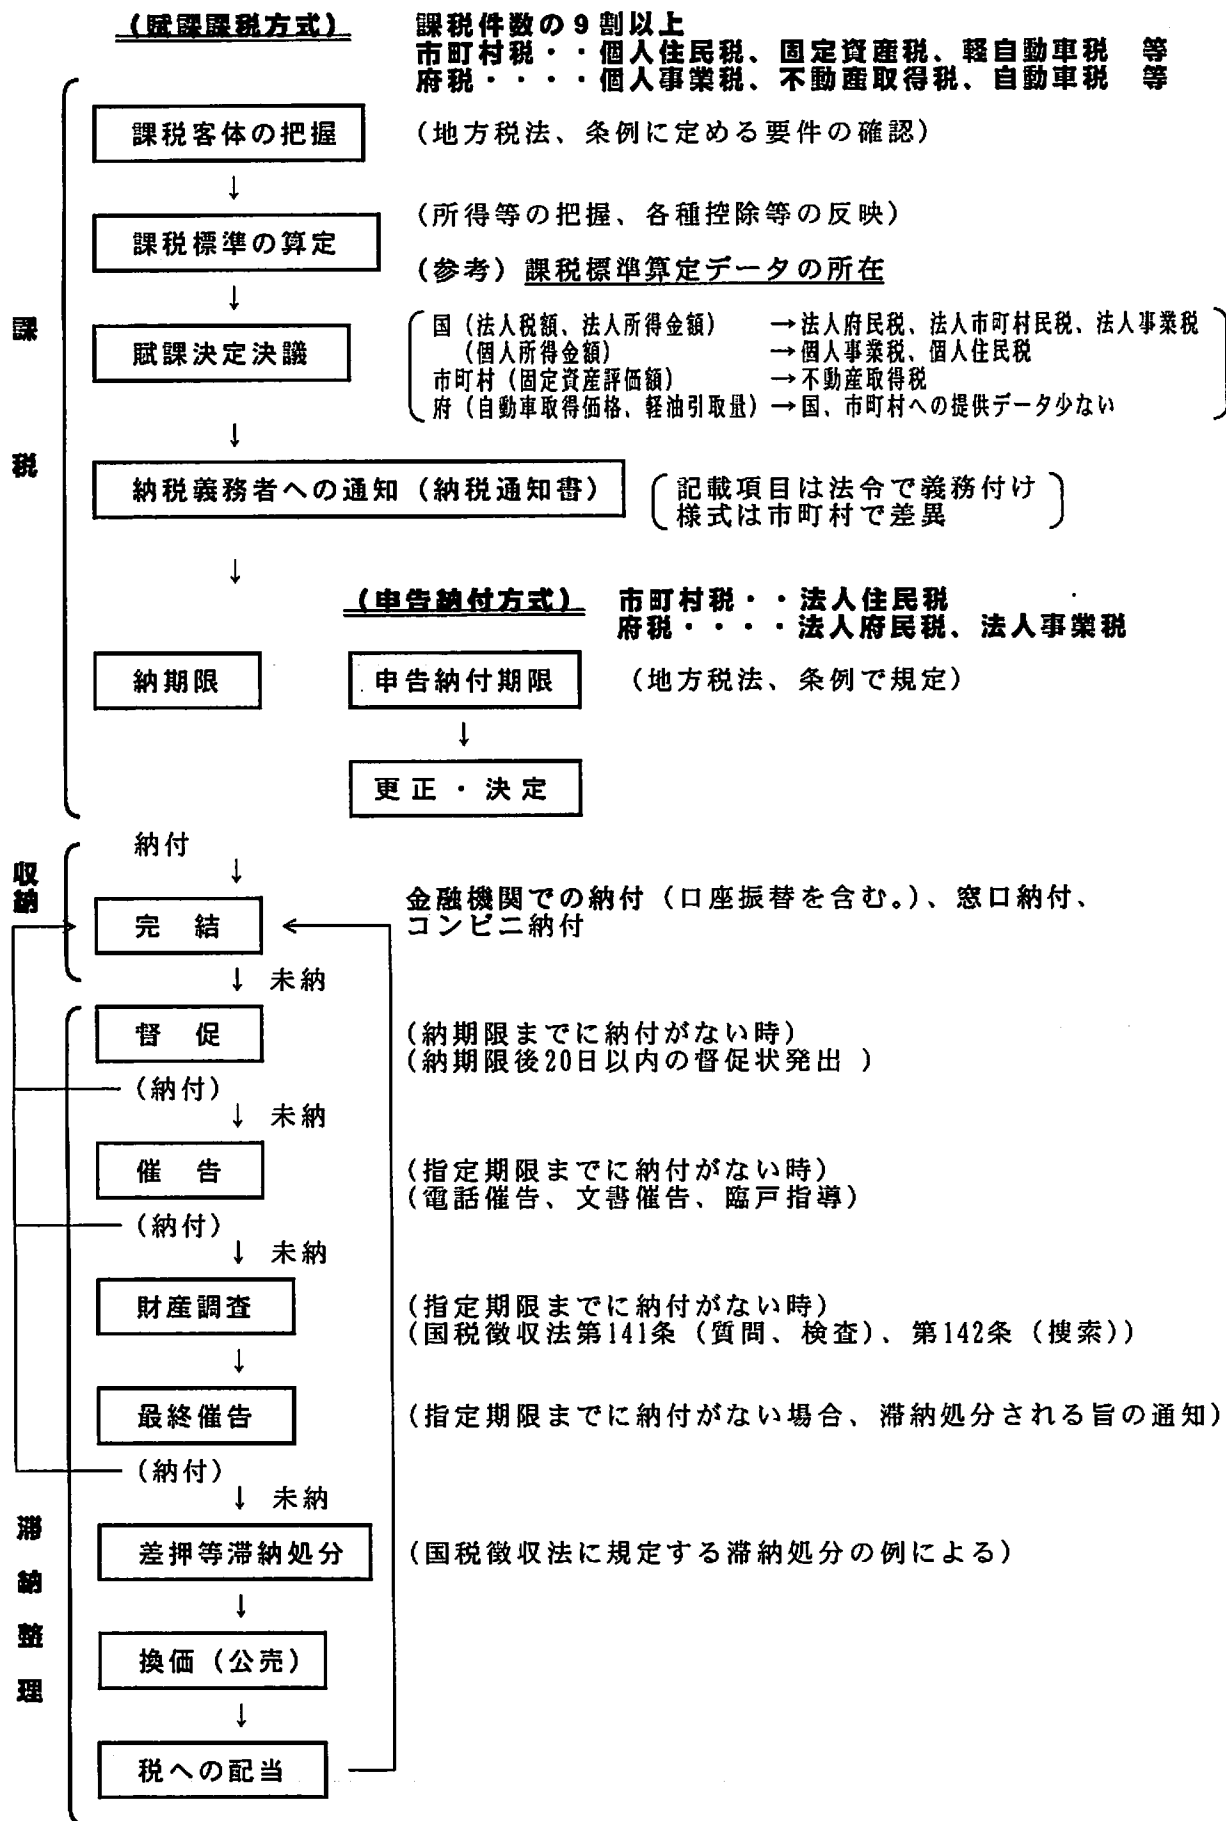 (賦課課税方式) 課税件数の9割以上
市町村税・・個人住民税、固定資産税、軽自動車税 等
府税・・・・個人事業税、不動産取得税、自動車税 等
課税
課税客体の把握 (地方税法、条例に定める要件の確認)
↓
(所得等の把握、各種控除等の反映)
課税標準の算定
(参考) 課税標準算定データの所在
↓
国(法人税額、法人所得金額) →法人府民税、法人市町村民税、法人事業税
賦課決定決議
(個人所得金額) →個人事業税、個人住民税
市町村(固定資産評価額) →不動産取得税
府(自動車取得価格、軽油引取量)→国、市町村への提供データ少ない
↓
納税義務者への通知(納税通知書)
記載項目は法令で義務付け
様式は市町村で差異
↓
(申告納付方式) 市町村税・・法人住民税
府税・・・・法人府民税、法人事業税
納期限 申告納付期限 (地方税法、条例で規定)
↓
更正・決定
収納
納付
↓
金融機関での納付(口座振替を含む。)、窓口納付、
コンビニ納付
完 結
↓ 未納
滞納整理
督 促 (納期限までに納付がない時)
(納期限後20日以内の督促状発出 )
(納付)
↓ 未納
催 告 (指定期限までに納付がない時)
(電話催告、文書催告、臨戸指導)
(納付)
↓ 未納
財産調査 (指定期限までに納付がない時)
(国税徴収法第141条(質問、検査)、第142条(捜索))
↓
最終催告 (指定期限までに納付がない場合、滞納処分される旨の通知)
(納付)
↓ 未納
差押等滞納処分 (国税徴収法に規定する滞納処分の例による)
↓
換価(公売)
↓
税への配当